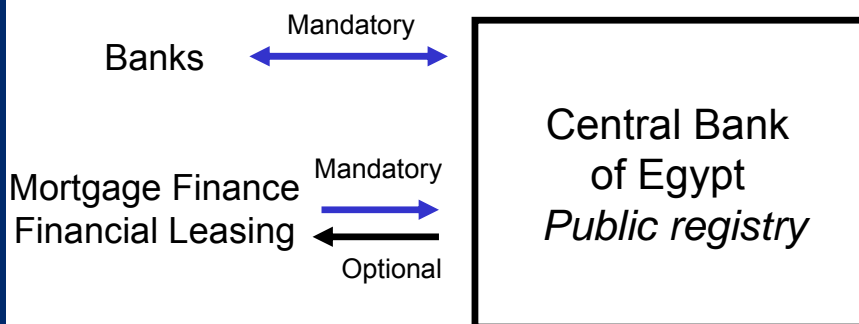 Mandatory
Banks
Mortgage Finance
Financial Leasing
Mandatory
Optional
Central Bank
of Egypt
Public registry